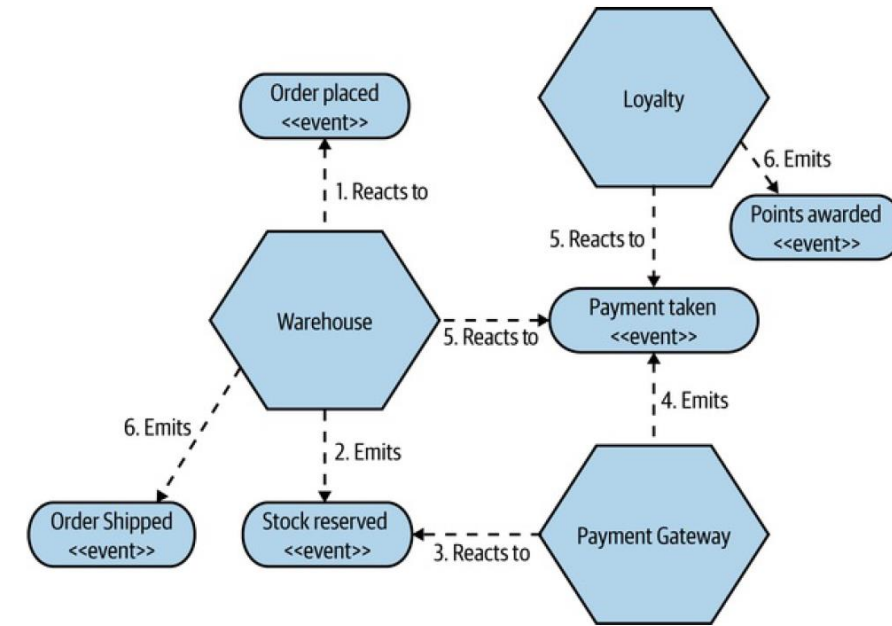 Order placed
<<event>>
Loyalty
1. Reacts to
6. Emits
Points awarded
<<event>>
5. Reacts to
Warehouse
Payment taken
<<event>>
5. Reacts to
4. Emits
6. Emits
2. Emits
Order Shipped
<<event>>
Stock reserved
<<event>>
3. Reacts to
Payment Gateway